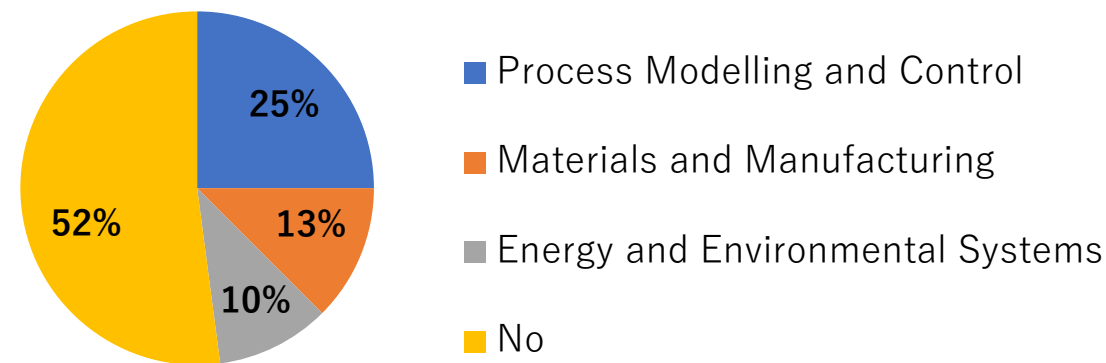 25%
13%
10%
52%
Process Modelling and Control
Materials and Manufacturing
Energy and Environmental Systems
No